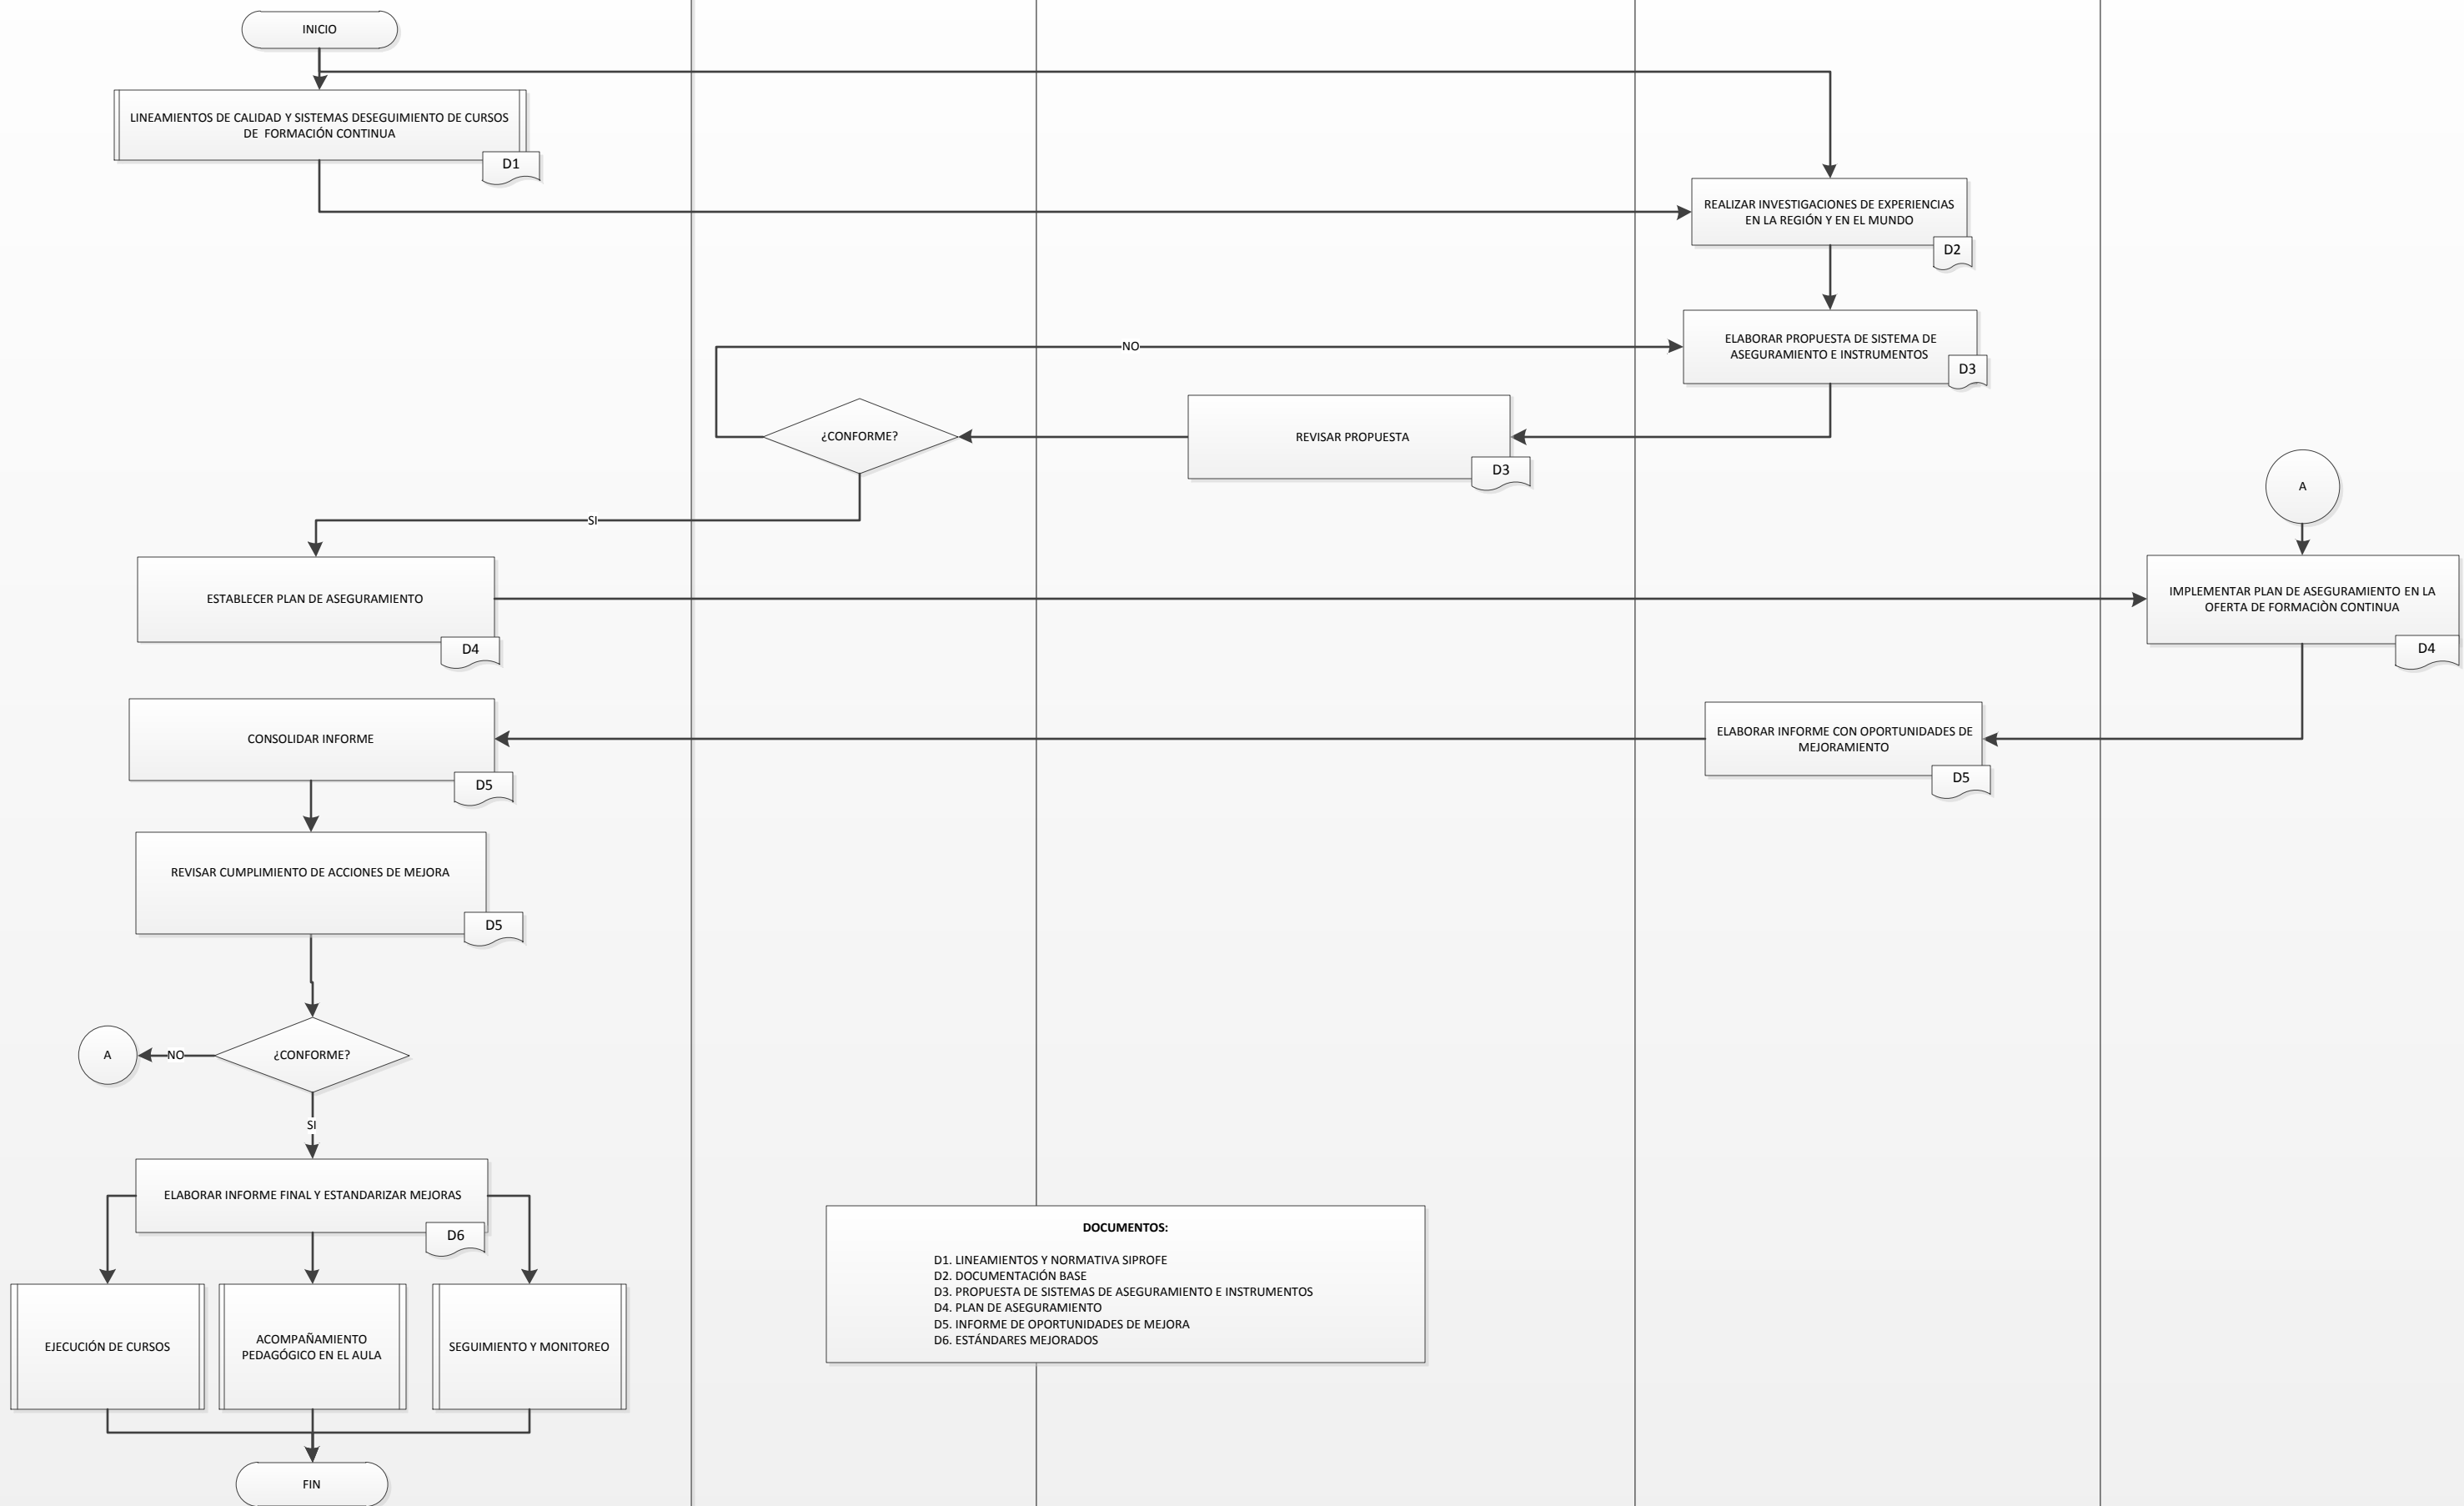 INICIO
LINEAMIENTOS DE CALIDAD Y SISTEMAS DESEGUIMIENTO DE CURSOS
DE FORMACIÓN CONTINUA
D1
REALIZAR INVESTIGACIONES DE EXPERIENCIAS
EN LA REGIÓN Y EN EL MUNDO
D2
ELABORAR PROPUESTA DE SISTEMA DE
ASEGURAMIENTO E INSTRUMENTOS
D3
NO
¿CONFORME?
REVISAR PROPUESTA
D3
SI
A
ESTABLECER PLAN DE ASEGURAMIENTO
D4
IMPLEMENTAR PLAN DE ASEGURAMIENTO EN LA
OFERTA DE FORMACIÒN CONTINUA
D4
CONSOLIDAR INFORME
D5
ELABORAR INFORME CON OPORTUNIDADES DE
MEJORAMIENTO
D5
REVISAR CUMPLIMIENTO DE ACCIONES DE MEJORA
D5
A
NO
¿CONFORME?
SI
ELABORAR INFORME FINAL Y ESTANDARIZAR MEJORAS
D6
EJECUCIÓN DE CURSOS
ACOMPAÑAMIENTO
PEDAGÓGICO EN EL AULA
SEGUIMIENTO Y MONITOREO
FIN
DOCUMENTOS:
D1. LINEAMIENTOS Y NORMATIVA SIPROFE
D2. DOCUMENTACIÓN BASE
D3. PROPUESTA DE SISTEMAS DE ASEGURAMIENTO E INSTRUMENTOS
D4. PLAN DE ASEGURAMIENTO
D5. INFORME DE OPORTUNIDADES DE MEJORA
D6. ESTÁNDARES MEJORADOS